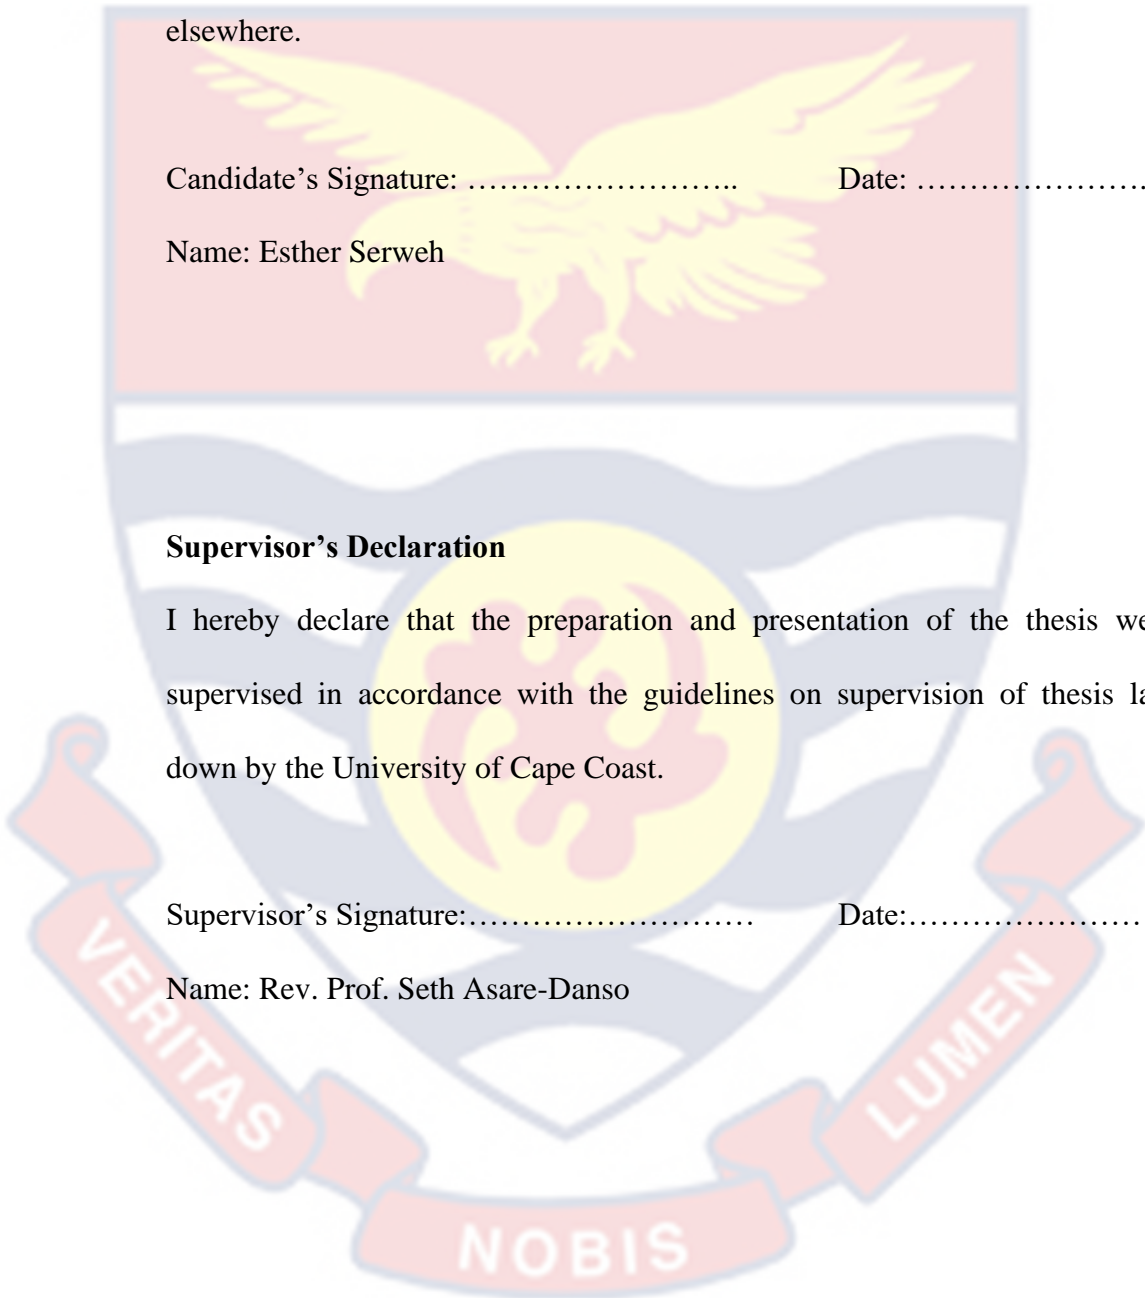 elsewhere.
Candidate’s Signature: …………………….. Date: …………………….
Name: Esther Serweh
Supervisor’s Declaration
I hereby declare that the preparation and presentation of the thesis we
supervised in accordance with the guidelines on supervision of thesis la
down by the University of Cape Coast.
Supervisor’s Signature:……………………… Date:…………………
Name: Rev. Prof. Seth Asare-Danso
VERITAS
NOBIS
LUMEN